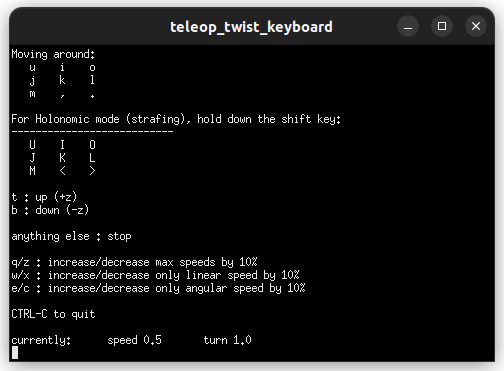 teleop_twist_keyboard
Moving around:
u i o
j k l
m , .
For Holonomic mode (strafing), hold down the shift key:
---------------------------
U I O
J K L
M < >
t : up (+z)
b : down (-z)
anything else : stop
q/z : increase/decrease max speeds by 10%
w/x : increase/decrease only linear speed by 10%
e/c : increase/decrease only angular speed by 10%
CTRL-C to quit
currently: speed 0.5 turn 1.0